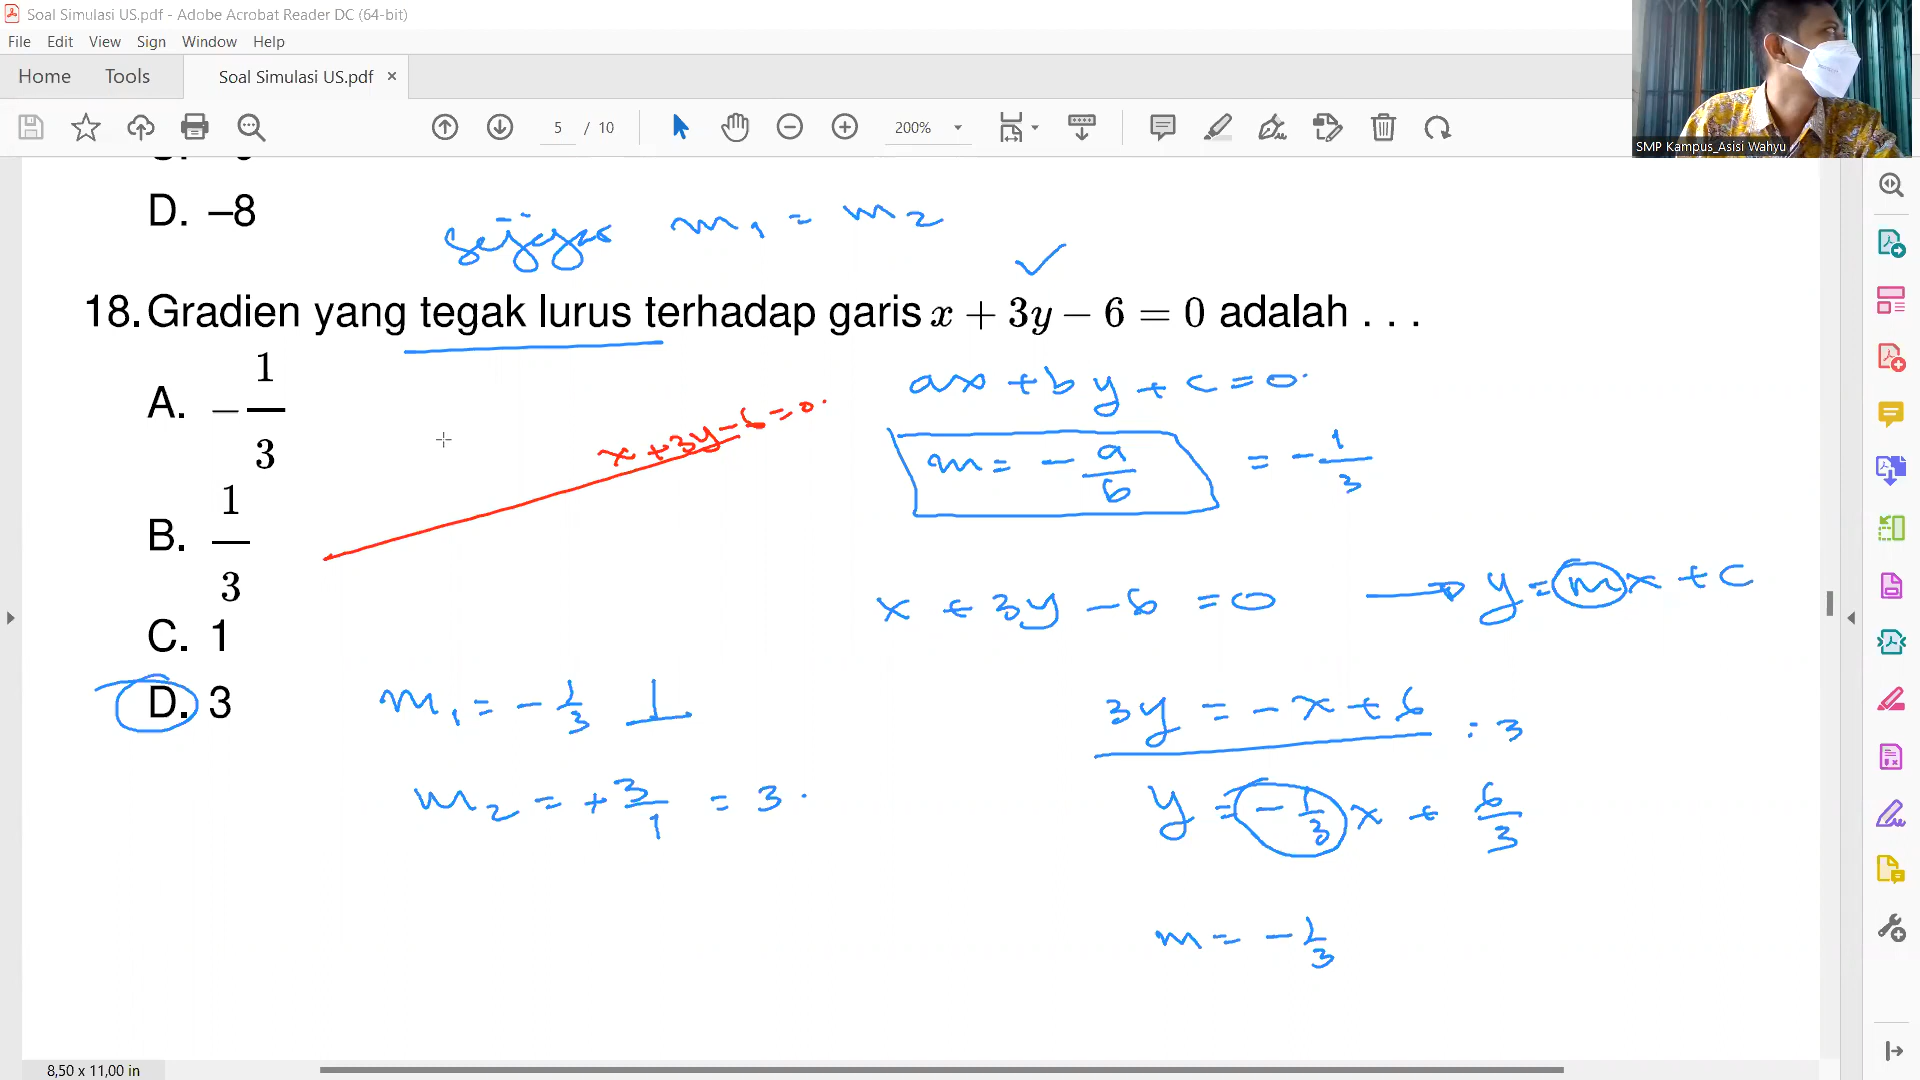 Soal Simulasi US.pdf - Adobe Acrobat Reader DC (64-bit)
File Edit View Sign Window Help
Home Tools Soal Simulasi US.pdf ×
5 / 10 200%
SMP Kampus_Asisi Wahyu
D. –8
sejajar m₁ = m₂
18. Gradien yang tegak lurus terhadap garis x + 3y − 6 = 0 adalah . . .
A. −1/3
B. 1/3
C. 1
D. 3
x + 3y − 6 = 0
ax + by + c = 0
m = − a/b = − 1/3
x + 3y − 6 = 0 → y = mx + c
m₁ = − 1/3 ⊥
3y = − x + 6 : 3
m₂ = + 3/1 = 3
y = − 1/3 x + 6/3
m = − 1/3
8,50 x 11,00 in